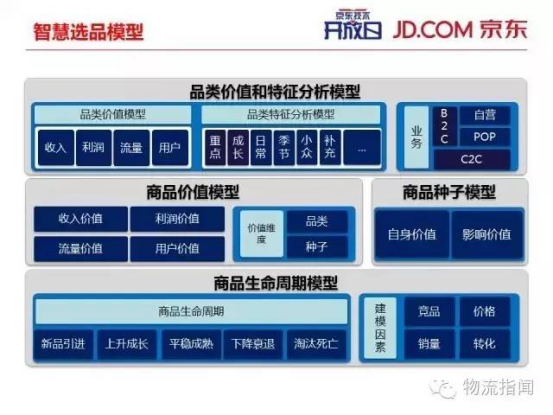 智慧选品模型
京东技术
开放日
JD.COM 京东
品类价值和特征分析模型
品类价值模型
收入
利润
流量
用户
品类特征分析模型
重点
成长
日常
季节
小众
补充
...
业务
B2C
自营
POP
C2C
商品价值模型
收入价值
利润价值
流量价值
用户价值
价值维度
品类
种子
商品种子模型
自身价值
影响价值
商品生命周期模型
商品生命周期
新品引进
上升成长
平稳成熟
下降衰退
淘汰死亡
建模因素
竞品
价格
销量
转化
物流指闻